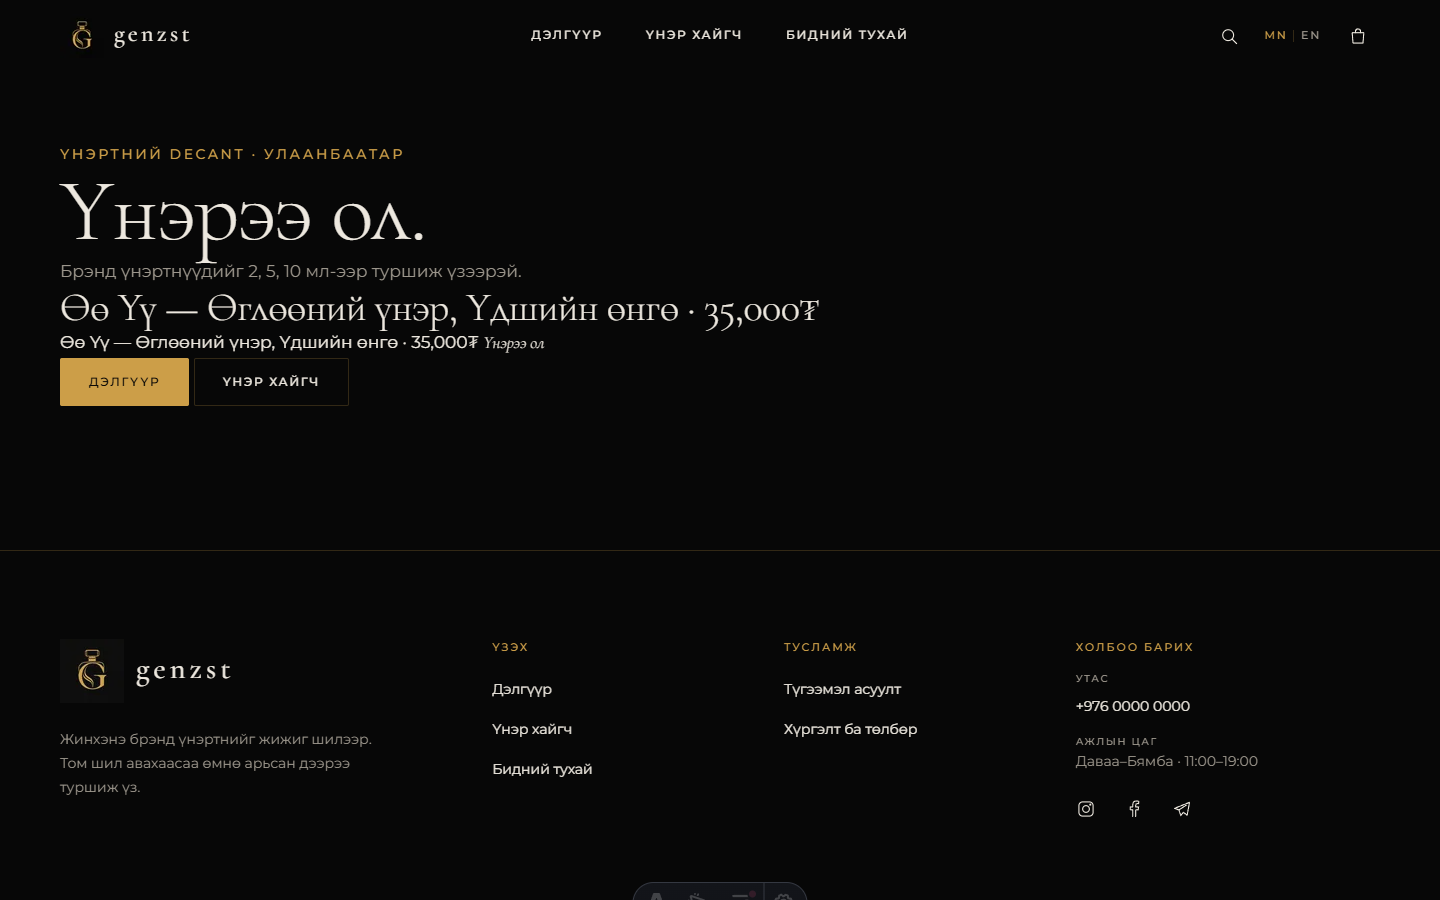 genzst
ДЭЛГҮҮР
ҮНЭР ХАЙГЧ
БИДНИЙ ТУХАЙ
MN | EN
ҮНЭРТНИЙ DECANT · УЛААНБААТАР
Үнэрээ ол.
Брэнд үнэртнүүдийг 2, 5, 10 мл-ээр туршиж үзээрэй.
Өө Үү — Өглөөний үнэр, Үдшийн өнгө · 35,000₮
Өө Үү — Өглөөний үнэр, Үдшийн өнгө · 35,000₮ Үнэрээ ол
ДЭЛГҮҮР
ҮНЭР ХАЙГЧ
genzst
Жинхэнэ брэнд үнэртнийг жижиг шилээр.
Том шил авахаасаа өмнө арьсан дээрээ
туршиж үз.
ҮЗЭХ
Дэлгүүр
Үнэр хайгч
Бидний тухай
ТУСЛАМЖ
Түгээмэл асуулт
Хүргэлт ба төлбөр
ХОЛБОО БАРИХ
УТАС
+976 0000 0000
АЖЛЫН ЦАГ
Даваа–Бямба · 11:00–19:00